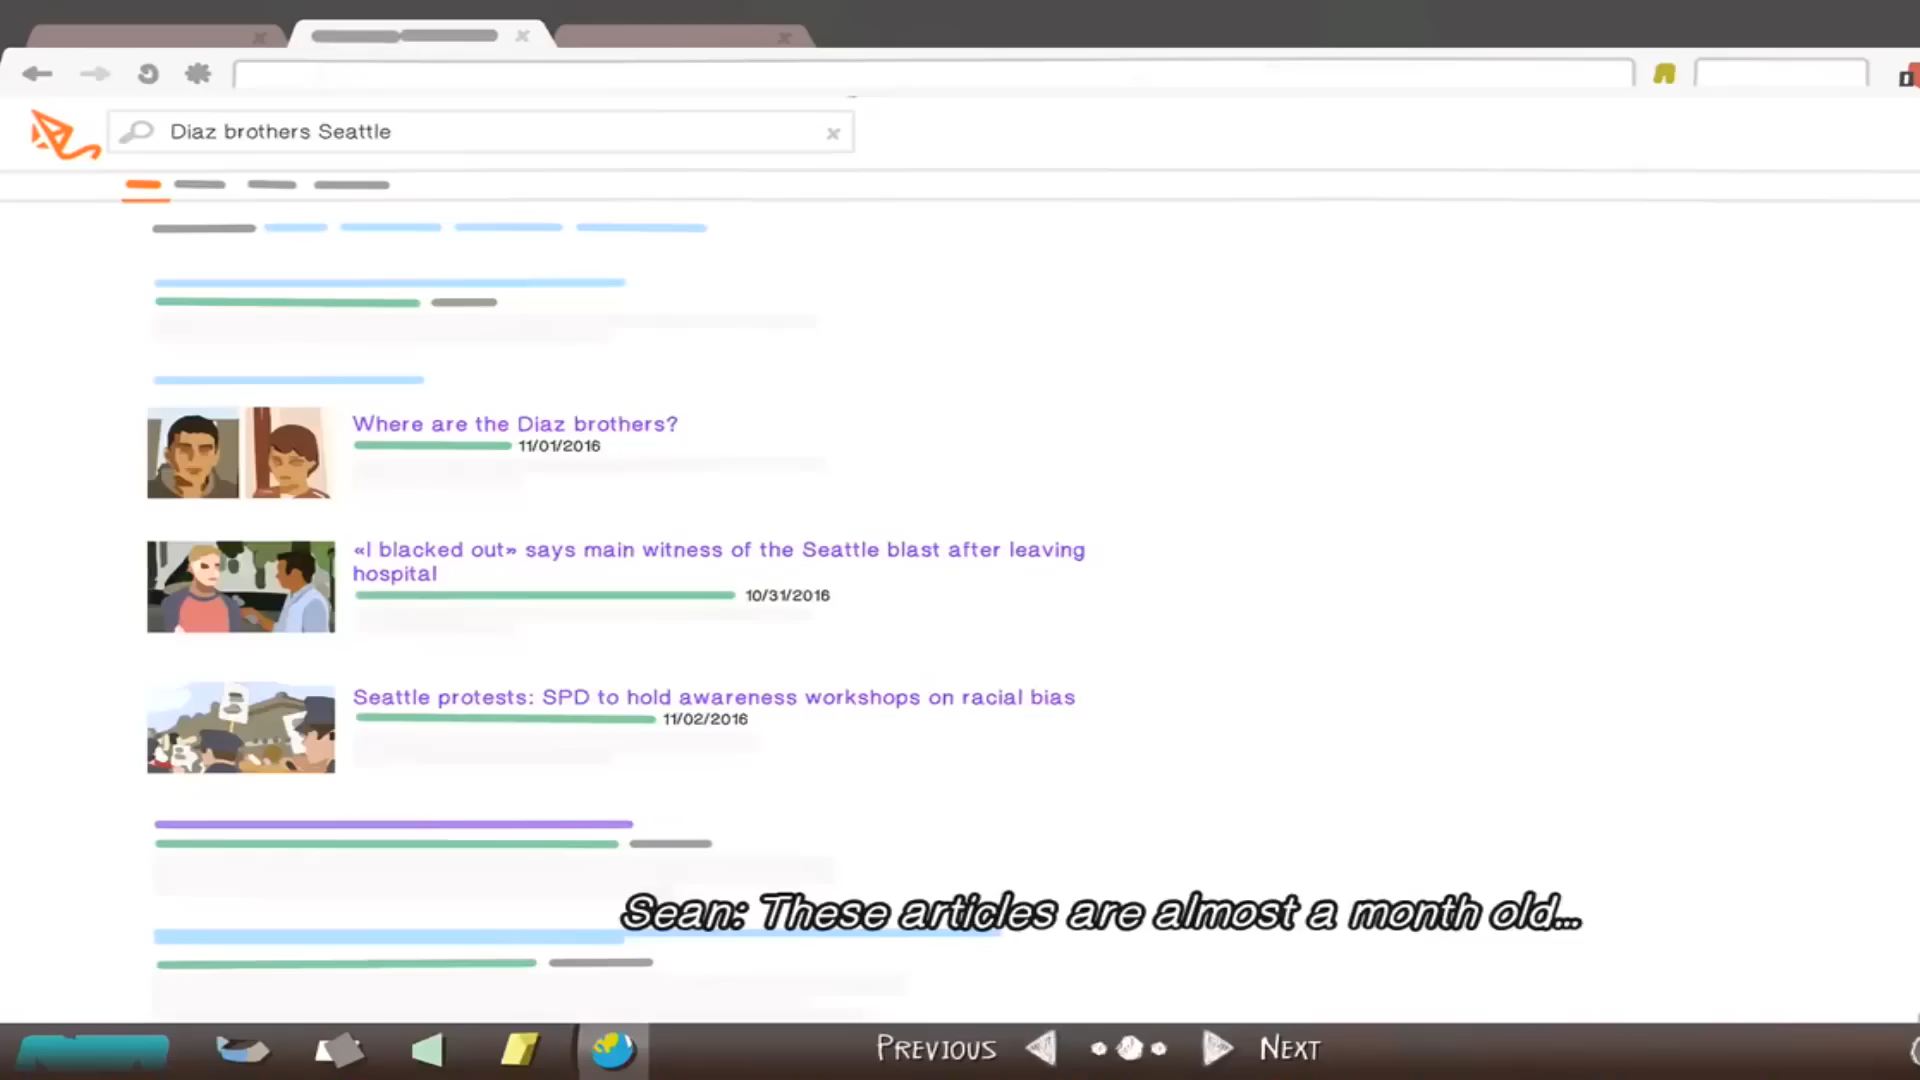 Diaz brothers Seattle
Where are the Diaz brothers?
11/01/2016
«I blacked out» says main witness of the Seattle blast after leaving
hospital
10/31/2016
Seattle protests: SPD to hold awareness workshops on racial bias
11/02/2016
Sean: These articles are almost a month old...
PREVIOUS
NEXT